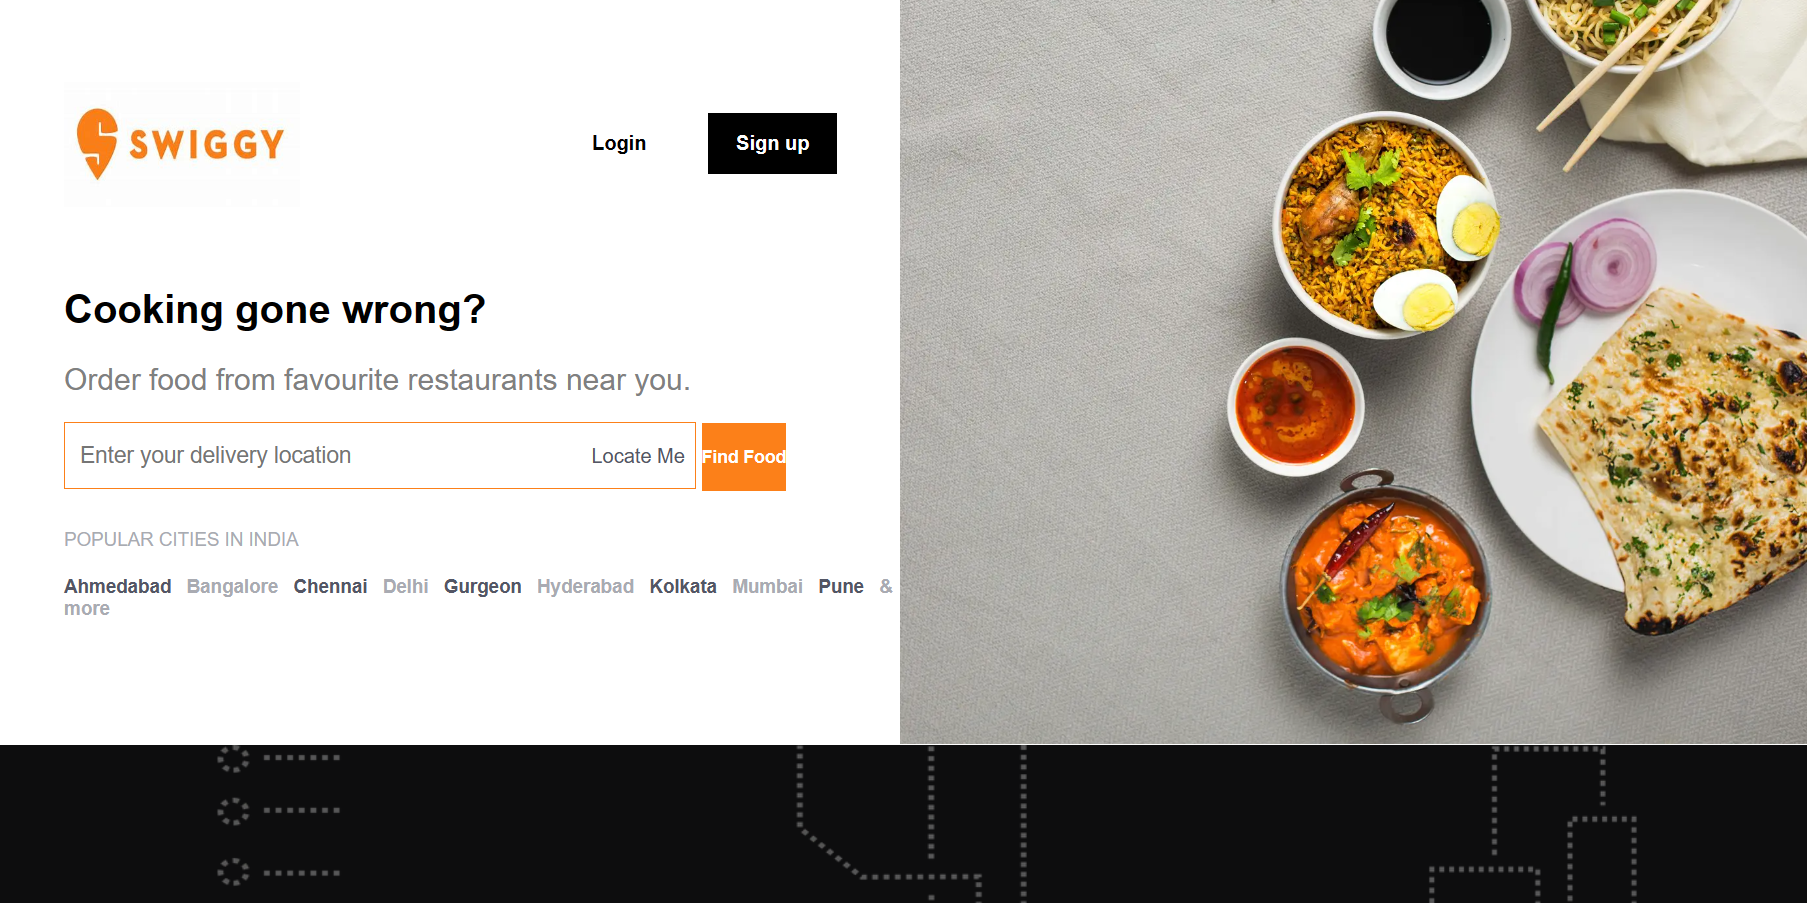 SWIGGY
Login
Sign up
Cooking gone wrong?
Order food from favourite restaurants near you.
Enter your delivery location
Locate Me
Find Food
POPULAR CITIES IN INDIA
Ahmedabad Bangalore Chennai Delhi Gurgeon Hyderabad Kolkata Mumbai Pune &
more